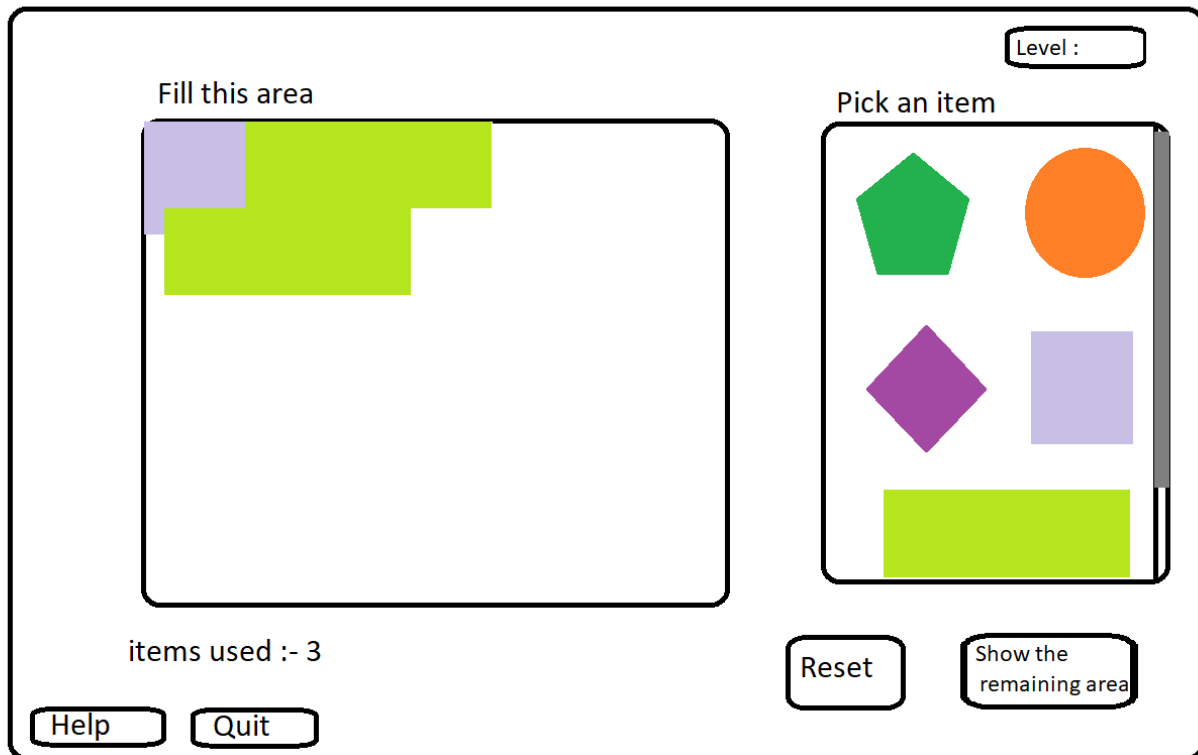 Level :
Fill this area
Pick an item
items used :- 3
Reset
Show the
remaining area
Help
Quit